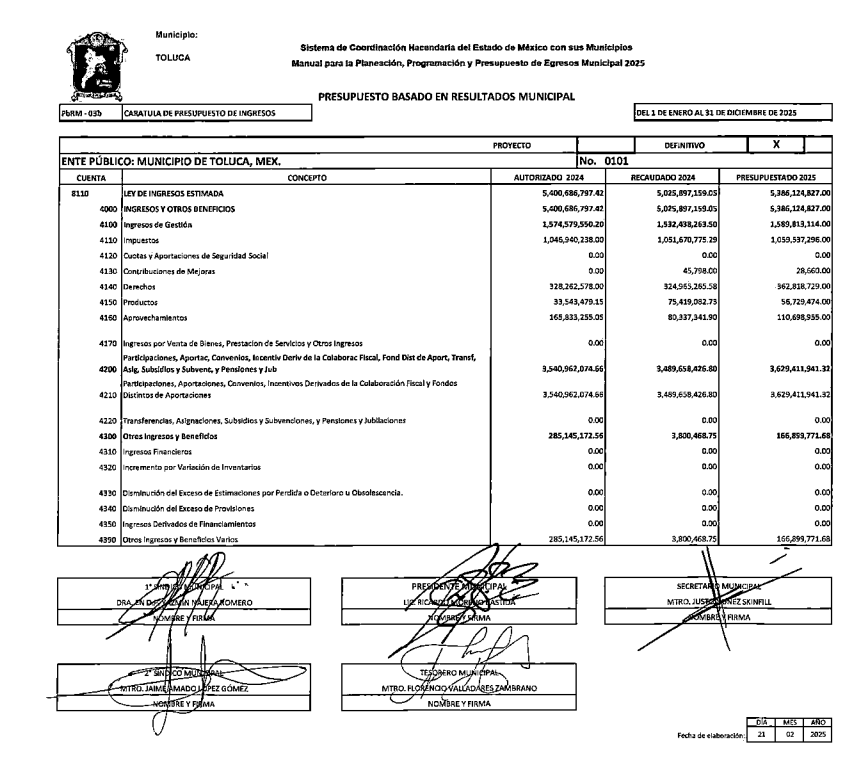 Municipio:
TOLUCA
Sistema de Coordinación Hacendaria del Estado de México con sus Municipios
Manual para la Planeación, Programación y Presupuesto de Egresos Municipal 2025
PRESUPUESTO BASADO EN RESULTADOS MUNICIPAL
PbRM - 03b CARATULA DE PRESUPUESTO DE INGRESOS DEL 1 DE ENERO AL 31 DE DICIEMBRE DE 2025
PROYECTO DEFINITIVO X
ENTE PÚBLICO: MUNICIPIO DE TOLUCA, MEX. No. 0101
CUENTA CONCEPTO AUTORIZADO 2024 RECAUDADO 2024 PRESUPUESTADO 2025
8110 LEY DE INGRESOS ESTIMADA 5,400,686,797.42 5,025,897,159.05 5,386,124,827.00
4000 INGRESOS Y OTROS BENEFICIOS 5,400,686,797.42 5,025,897,159.05 5,386,124,827.00
4100 Ingresos de Gestión 1,574,579,550.20 1,532,438,263.50 1,589,813,114.00
4110 Impuestos 1,046,940,238.00 1,051,670,775.29 1,059,537,296.00
4120 Cuotas y Aportaciones de Seguridad Social 0.00 0.00 0.00
4130 Contribuciones de Mejoras 0.00 45,798.00 28,660.00
4140 Derechos 328,262,578.00 324,965,265.58 362,818,729.00
4150 Productos 33,543,479.15 75,419,082.73 56,729,474.00
4160 Aprovechamientos 165,833,255.05 80,337,341.90 110,698,955.00
4170 Ingresos por Venta de Bienes, Prestacion de Servicios y Otros Ingresos 0.00 0.00 0.00
Participaciones, Aportac, Convenios, Incentiv Deriv de la Colaborac Fiscal, Fond Dist de Aport, Transf,
4200 Asig, Subsidios y Subvenc, y Pensiones y Jub 3,540,962,074.66 3,489,658,426.80 3,629,411,941.32
Participaciones, Aportaciones, Convenios, Incentivos Derivados de la Colaboración Fiscal y Fondos
4210 Distintos de Aportaciones 3,540,962,074.66 3,489,658,426.80 3,629,411,941.32
4220 Transferencias, Asignaciones, Subsidios y Subvenciones, y Pensiones y Jubilaciones 0.00 0.00 0.00
4300 Otros Ingresos y Beneficios 285,145,172.56 3,800,468.75 166,899,771.68
4310 Ingresos Financieros 0.00 0.00 0.00
4320 Incremento por Variación de Inventarios 0.00 0.00 0.00
4330 Disminución del Exceso de Estimaciones por Perdida o Deterioro u Obsolescencia. 0.00 0.00 0.00
4340 Disminución del Exceso de Provisiones 0.00 0.00 0.00
4350 Ingresos Derivados de Financiamientos 0.00 0.00 0.00
4390 Otros Ingresos y Beneficios Varios 285,145,172.56 3,800,468.75 166,899,771.68
1° SINDICO MUNICIPAL PRESIDENTE MUNICIPAL SECRETARIO MUNICIPAL
DRA. EN NAJERA ROMERO LIC. RICARDO MORENO BASTIDA MTRO. SKINFILL
NOMBRE Y FIRMA NOMBRE Y FIRMA NOMBRE Y FIRMA
2° SINDICO MUNICIPAL TESORERO MUNICIPAL
MTRO. JAIME AMADO LÓPEZ GÓMEZ MTRO. FLORENCIO VALLADARES ZAMBRANO
NOMBRE Y FIRMA NOMBRE Y FIRMA
DÍA MES AÑO
Fecha de elaboración: 21 02 2025